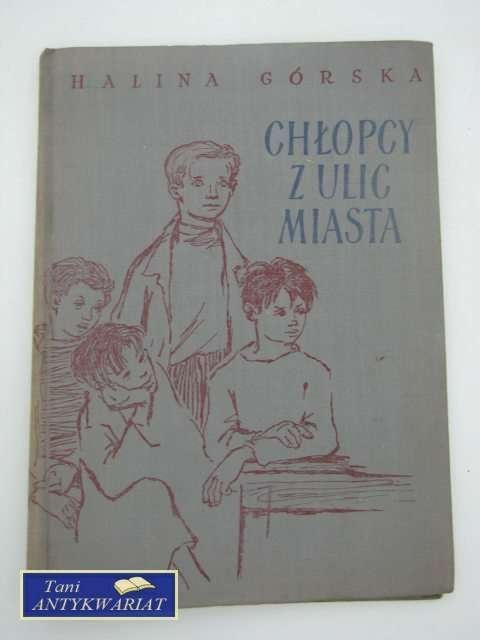 HALINA GÓRSKA
CHŁOPCY
Z ULIC
MIASTA
Tani
ANTYKWARIAT